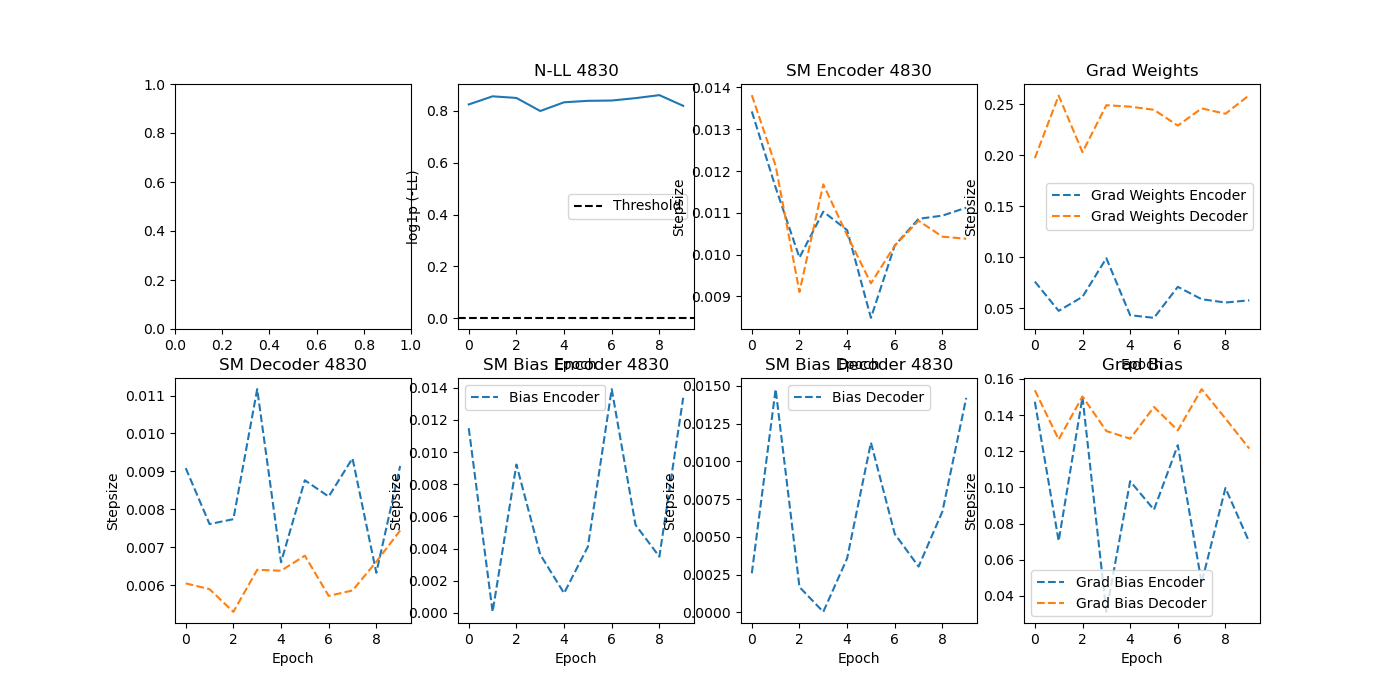 N-LL 4830
SM Encoder 4830
Grad Weights
1.0
0.8
0.6
0.4
0.2
0.0
0.0 0.2 0.4 0.6 0.8 1.0
log1p (-LL)
0.8
0.6
0.4
0.2
0.0
Threshold
0 2 4 6 8
Epoch
Stepsize
0.014
0.013
0.012
0.011
0.010
0.009
0 2 4 6 8
Epoch
Stepsize
0.25
0.20
0.15
0.10
0.05
Grad Weights Encoder
Grad Weights Decoder
0 2 4 6 8
Epoch
SM Decoder 4830
SM Bias Encoder 4830
SM Bias Decoder 4830
Grad Bias
Stepsize
0.011
0.010
0.009
0.008
0.007
0.006
0 2 4 6 8
Epoch
Stepsize
0.014
0.012
0.010
0.008
0.006
0.004
0.002
0.000
Bias Encoder
0 2 4 6 8
Epoch
Stepsize
0.0150
0.0125
0.0100
0.0075
0.0050
0.0025
0.0000
Bias Decoder
0 2 4 6 8
Epoch
Stepsize
0.16
0.14
0.12
0.10
0.08
0.06
0.04
Grad Bias Encoder
Grad Bias Decoder
0 2 4 6 8
Epoch